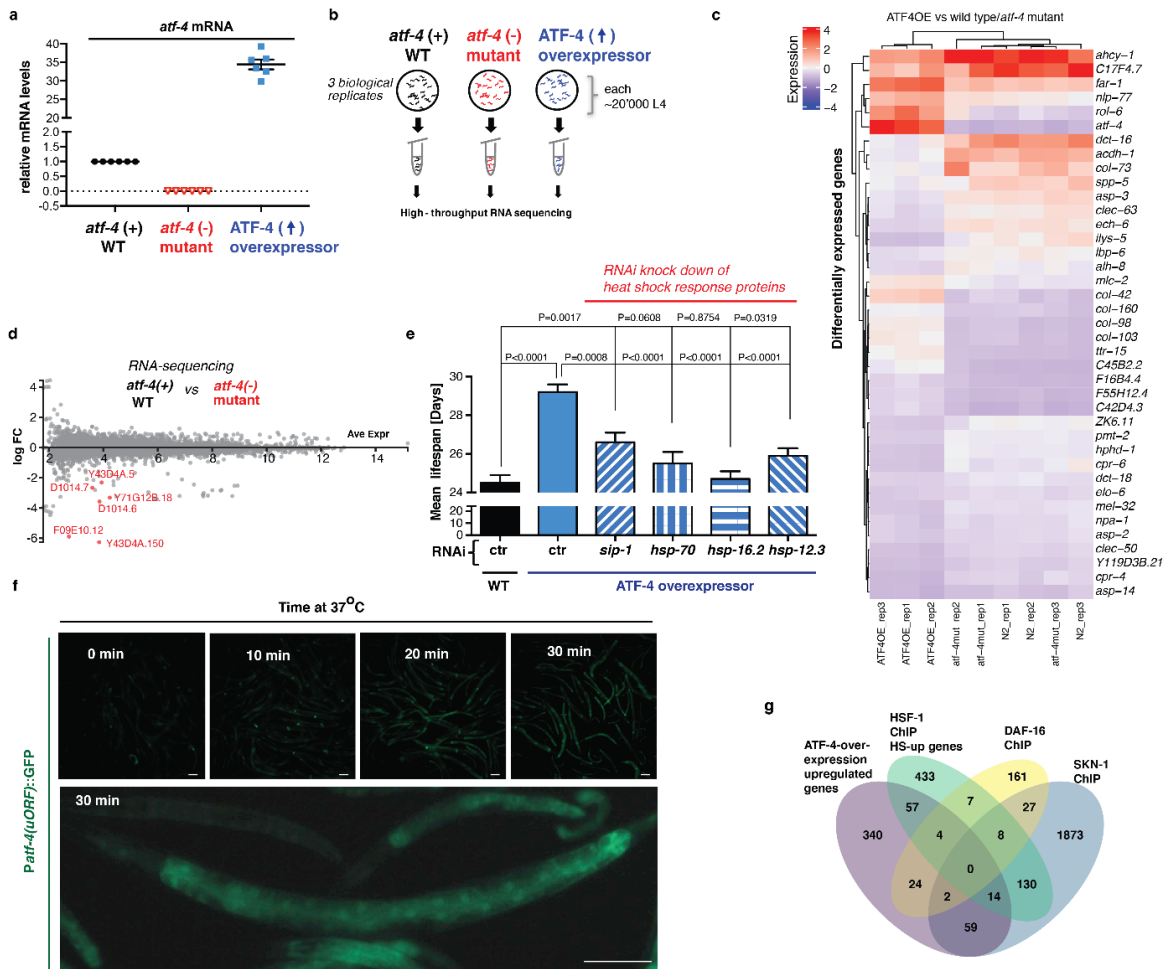 a
atf-4 mRNA
relative mRNA levels
40
35
30
25
20
2.0
1.5
1.0
0.5
0.0
0.5
atf-4 (+)
WT
atf-4 (-)
mutant
ATF-4 (↑)
overexpressor
b
atf-4 (+)
WT
atf-4 (-)
mutant
ATF-4 (↑)
overexpressor
3 biological
replicates
each
~20'000 L4
High - throughput RNA sequencing
c
ATF4OE vs wild type/atf-4 mutant
Expression
4
2
0
−2
−4
Differentially expressed genes
ahcy−1
C17F4.7
far−1
nlp−77
rol−6
atf−4
dct−16
acdh−1
col−73
spp−5
asp−3
clec−63
ech−6
ilys−5
lbp−6
alh−8
mlc−2
col−42
col−160
col−98
col−103
ttr−15
C45B2.2
F16B4.4
F55H12.4
C42D4.3
ZK6.11
pmt−2
hphd−1
cpr−6
dct−18
elo−6
mel−32
npa−1
asp−2
clec−50
Y119D3B.21
cpr−4
asp−14
ATF4OE_rep3
ATF4OE_rep1
ATF4OE_rep2
atf−4mut_rep2
atf−4mut_rep1
N2_rep1
N2_rep2
atf−4mut_rep3
N2_rep3
d
RNA-sequencing
atf-4(+)
WT
vs
atf-4(-)
mutant
log FC
4
2
0
-2
-4
-6
2
4
6
8
10
12
15
Ave Expr
Y43D4A.5
D1014.7
Y71G12B.18
D1014.6
F09E10.12
Y43D4A.150
e
RNAi knock down of
heat shock response proteins
P=0.0017
P=0.0608
P=0.8754
P=0.0319
P<0.0001
P=0.0008
P<0.0001
P<0.0001
P<0.0001
Mean lifespan [Days]
30
28
26
24
20
10
0
RNAi
ctr
ctr
sip-1
hsp-70
hsp-16.2
hsp-12.3
WT
ATF-4 overexpressor
f
Time at 37°C
Patf-4(uORF)::GFP
0 min
10 min
20 min
30 min
30 min
g
ATF-4-over-
expression
upregulated
genes
HSF-1
ChIP
HS-up genes
DAF-16
ChIP
SKN-1
ChIP
433
161
57
7
27
340
4
8
1873
0
24
2
14
130
59